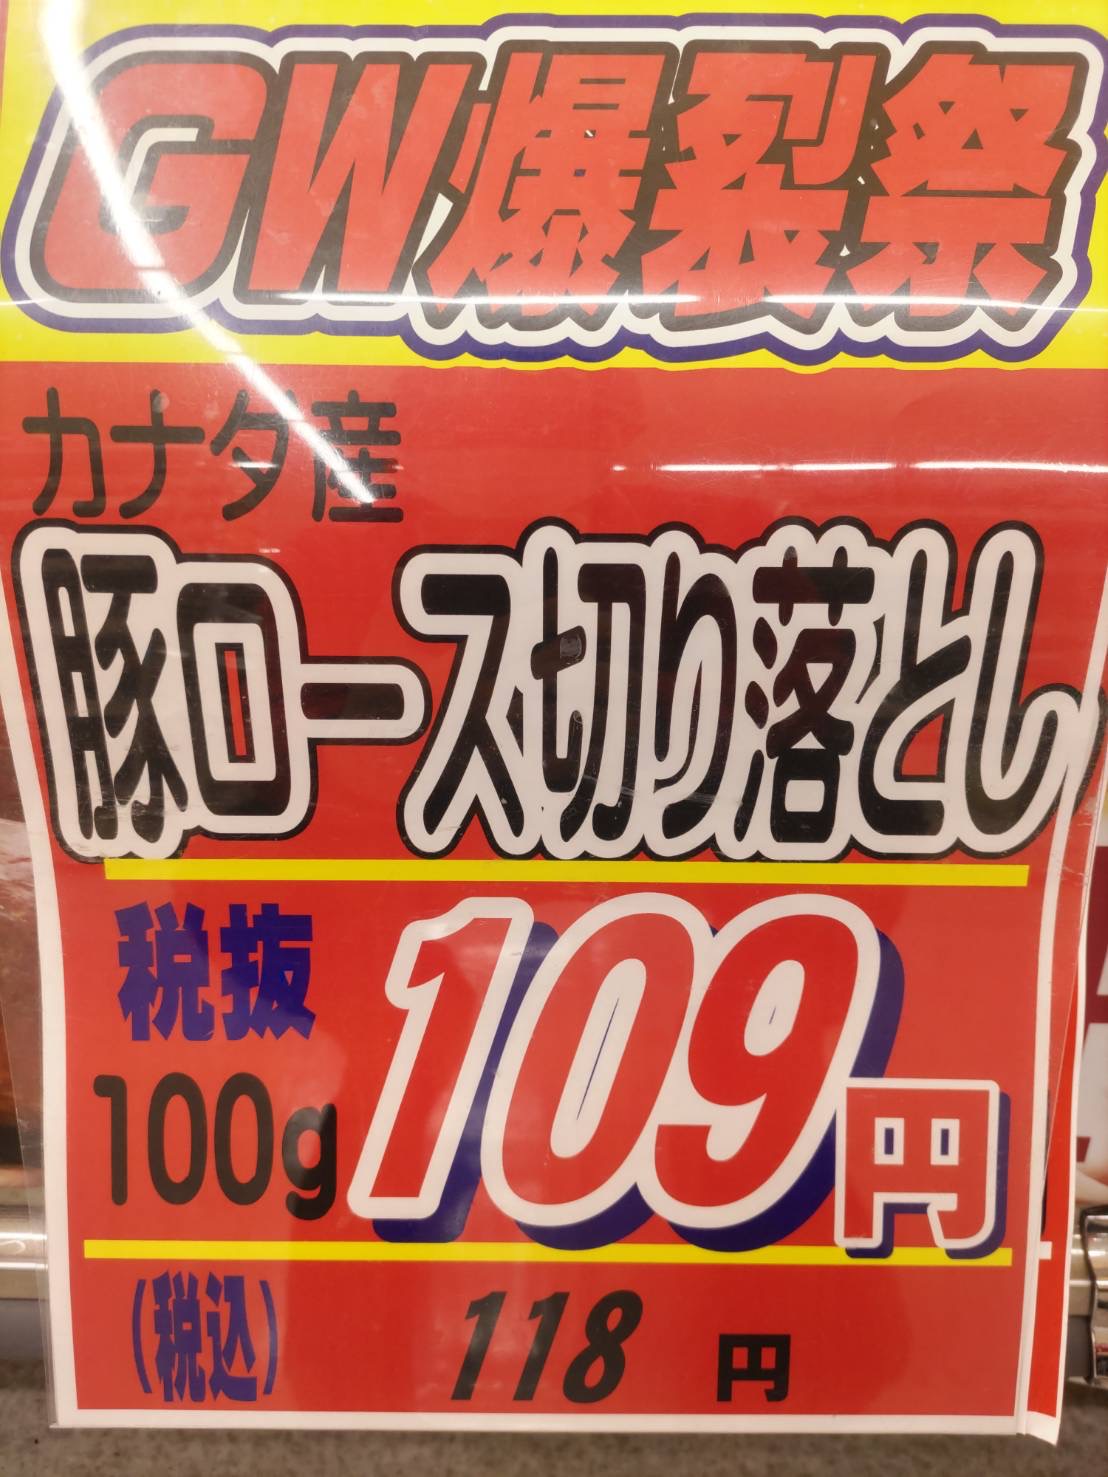 GW爆裂祭
カナダ産
豚ロース切り落とし
税抜
100g 109円
(税込) 118 円